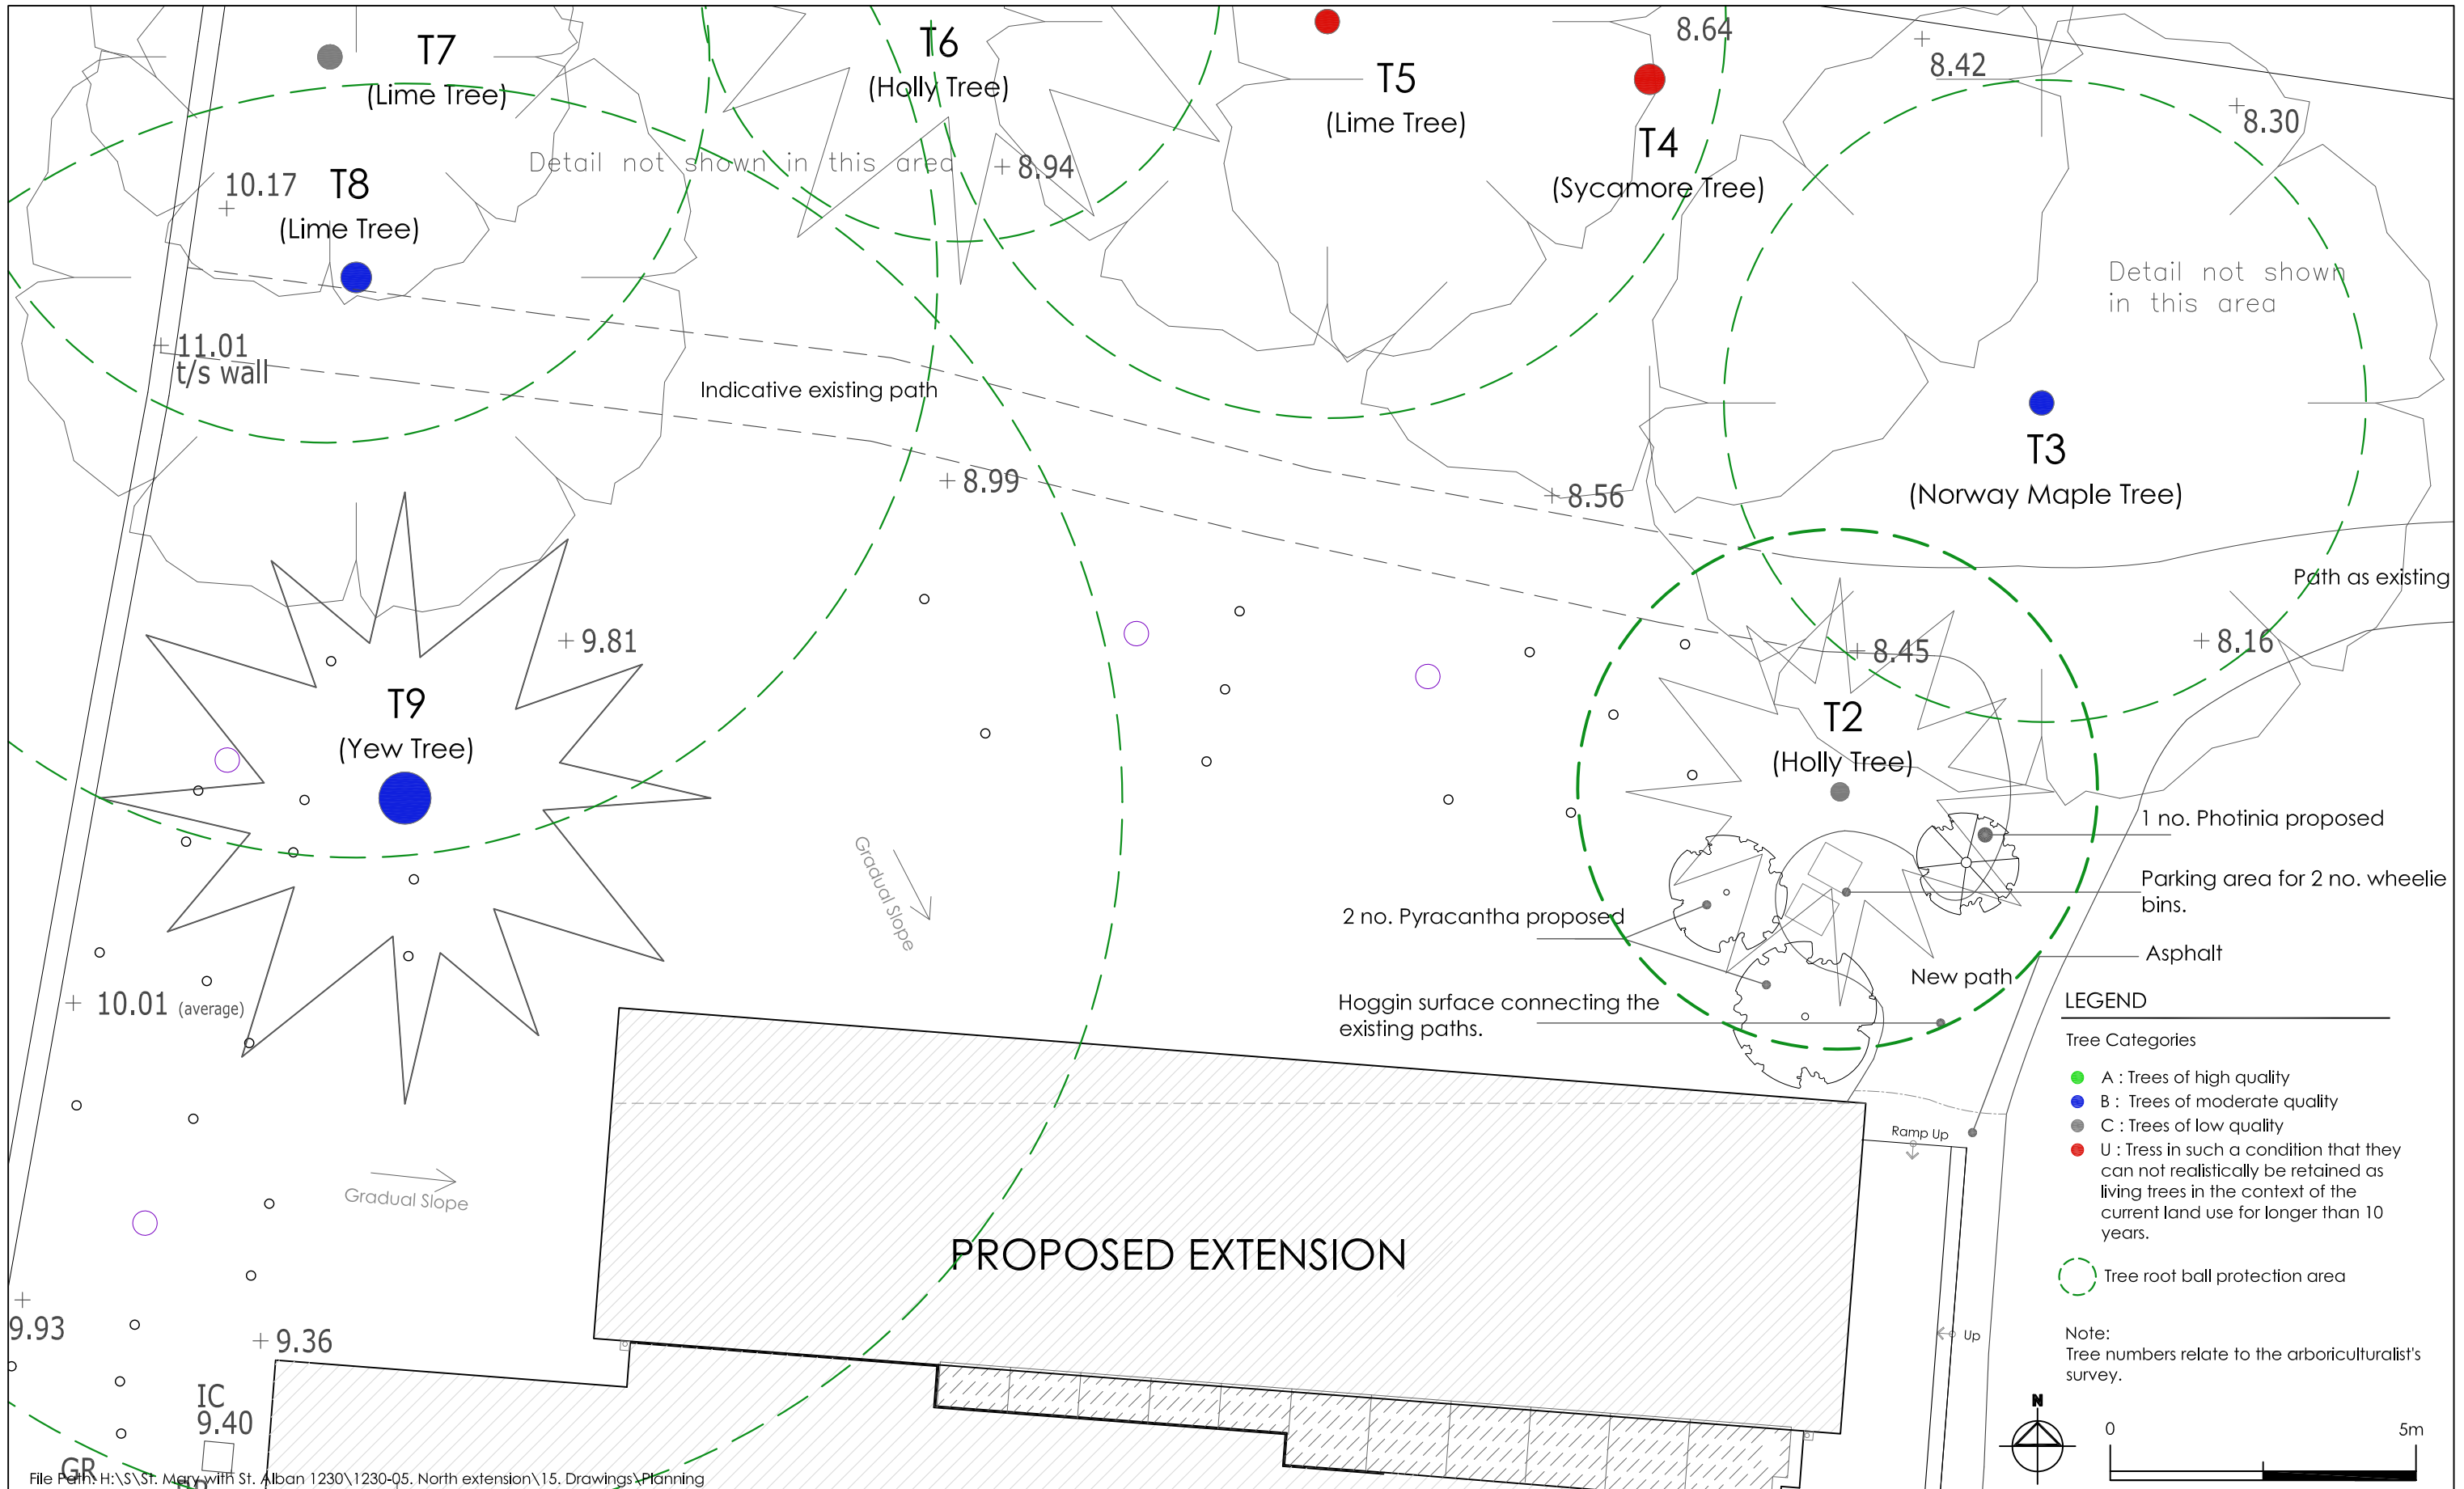 T7
(Lime Tree)
T6
(Holly Tree)
T5
(Lime Tree)
8.64
T4
(Sycamore Tree)
8.42
8.30
Detail not shown in this area
8.94
10.17
T8
(Lime Tree)
Detail not shown
in this area
11.01
t/s wall
Indicative existing path
8.99
8.56
T3
(Norway Maple Tree)
Path as existing
9.81
8.45
8.16
T9
(Yew Tree)
T2
(Holly Tree)
Gradual Slope
1 no. Photinia proposed
Parking area for 2 no. wheelie
bins.
2 no. Pyracantha proposed
Asphalt
New path
10.01 (average)
Hoggin surface connecting the
existing paths.
LEGEND
Tree Categories
A : Trees of high quality
B : Trees of moderate quality
C : Trees of low quality
U : Tress in such a condition that they
can not realistically be retained as
living trees in the context of the
current land use for longer than 10
years.
Tree root ball protection area
Ramp Up
Gradual Slope
PROPOSED EXTENSION
Up
9.93
9.36
Note:
Tree numbers relate to the arboriculturalist's
survey.
IC
9.40
N
0 5m
GR
File Path: H:\S\St. Mary with St. Alban 1230\1230-05. North extension\15. Drawings\Planning